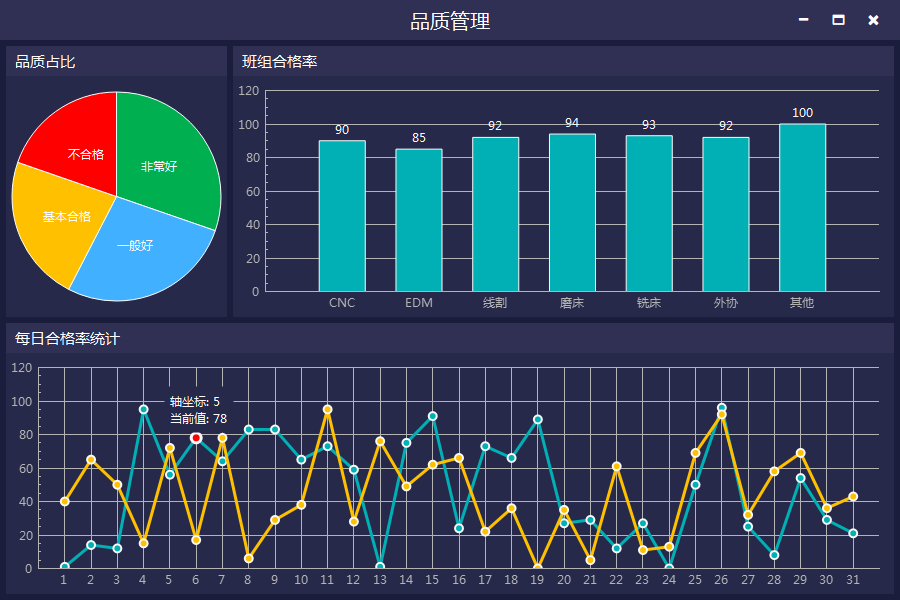 品质管理
品质占比
不合格
非常好
基本合格
一般好
班组合格率
120
100
80
60
40
20
0
90
85
92
94
93
92
100
CNC EDM 线割 磨床 铣床 外协 其他
每日合格率统计
120
100
80
60
40
20
0
轴坐标: 5
当前值: 78
1 2 3 4 5 6 7 8 9 10 11 12 13 14 15 16 17 18 19 20 21 22 23 24 25 26 27 28 29 30 31